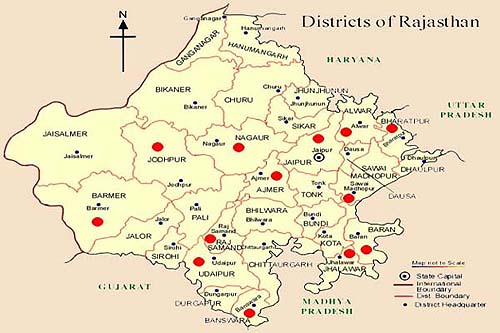 Districts of Rajasthan
N
Ganganagar
Hanumangarh
GANGANAGAR
HANUMANGARH
HARYANA
BIKANER
Bikaner
CHURU
Churu
JHUNJHUNUN
Jhunjhunun
UTTAR
PRADESH
ALWAR
Alwar
BHARATPUR
Bharatpur
JAISALMER
Jaisalmer
SIKAR
Sikar
NAGAUR
Nagaur
JODHPUR
Jodhpur
JAIPUR
Jaipur
Dausa
Dhaulpur
DHAULPUR
SAWAI
MADHOPUR
Sawai
Madhopur
DAUSA
Ajmer
AJMER
TONK
Tonk
BARMER
Barmer
Pali
PALI
BHILWARA
Bhilwara
Bundi
BUNDI
Jalor
JALOR
Sirohi
SIROHI
Raj
Samand
RAJ
SAMAND
Chittaurgarh
CHITTAURGARH
Kota
KOTA
Baran
BARAN
Jhalawar
JHALAWAR
Udaipur
UDAIPUR
Dungarpur
DURGAPUR
Banswara
BANSWARA
GUJARAT
MADHYA
PRADESH
Map not to Scale
State Capital
International
Boundary
Dist. Boundary
District Headquarter